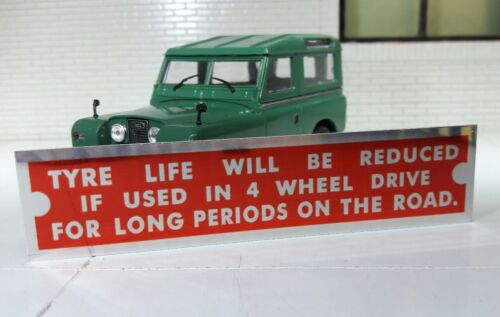 TYRE LIFE WILL BE REDUCED
IF USED IN 4 WHEEL DRIVE
FOR LONG PERIODS ON THE ROAD.